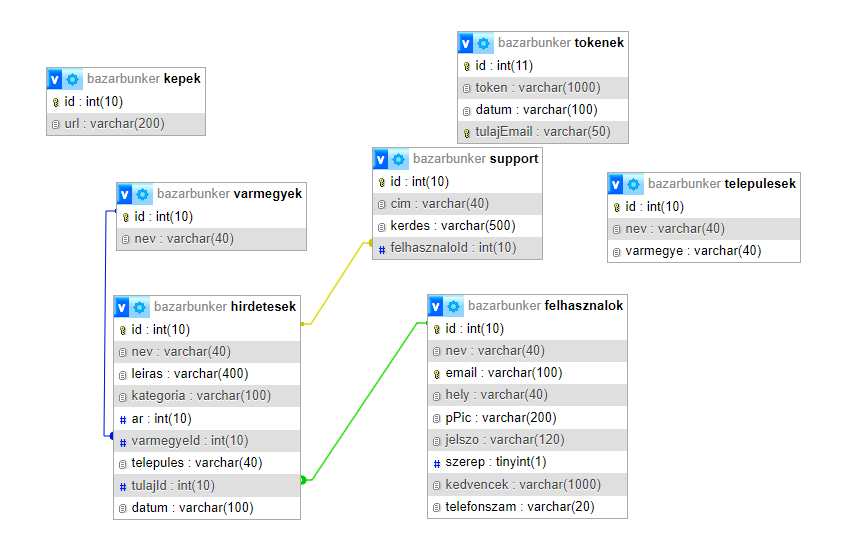 bazarbunker kepek
id : int(10)
url : varchar(200)
bazarbunker tokenek
id : int(11)
token : varchar(1000)
datum : varchar(100)
tulajEmail : varchar(50)
bazarbunker varmegyek
id : int(10)
nev : varchar(40)
bazarbunker support
id : int(10)
cim : varchar(40)
kerdes : varchar(500)
felhasznaloId : int(10)
bazarbunker telepulesek
id : int(10)
nev : varchar(40)
varmegye : varchar(40)
bazarbunker hirdetesek
id : int(10)
nev : varchar(40)
leiras : varchar(400)
kategoria : varchar(100)
ar : int(10)
varmegyeId : int(10)
telepules : varchar(40)
tulajId : int(10)
datum : varchar(100)
bazarbunker felhasznalok
id : int(10)
nev : varchar(40)
email : varchar(100)
hely : varchar(40)
pPic : varchar(200)
jelszo : varchar(120)
szerep : tinyint(1)
kedvencek : varchar(1000)
telefonszam : varchar(20)